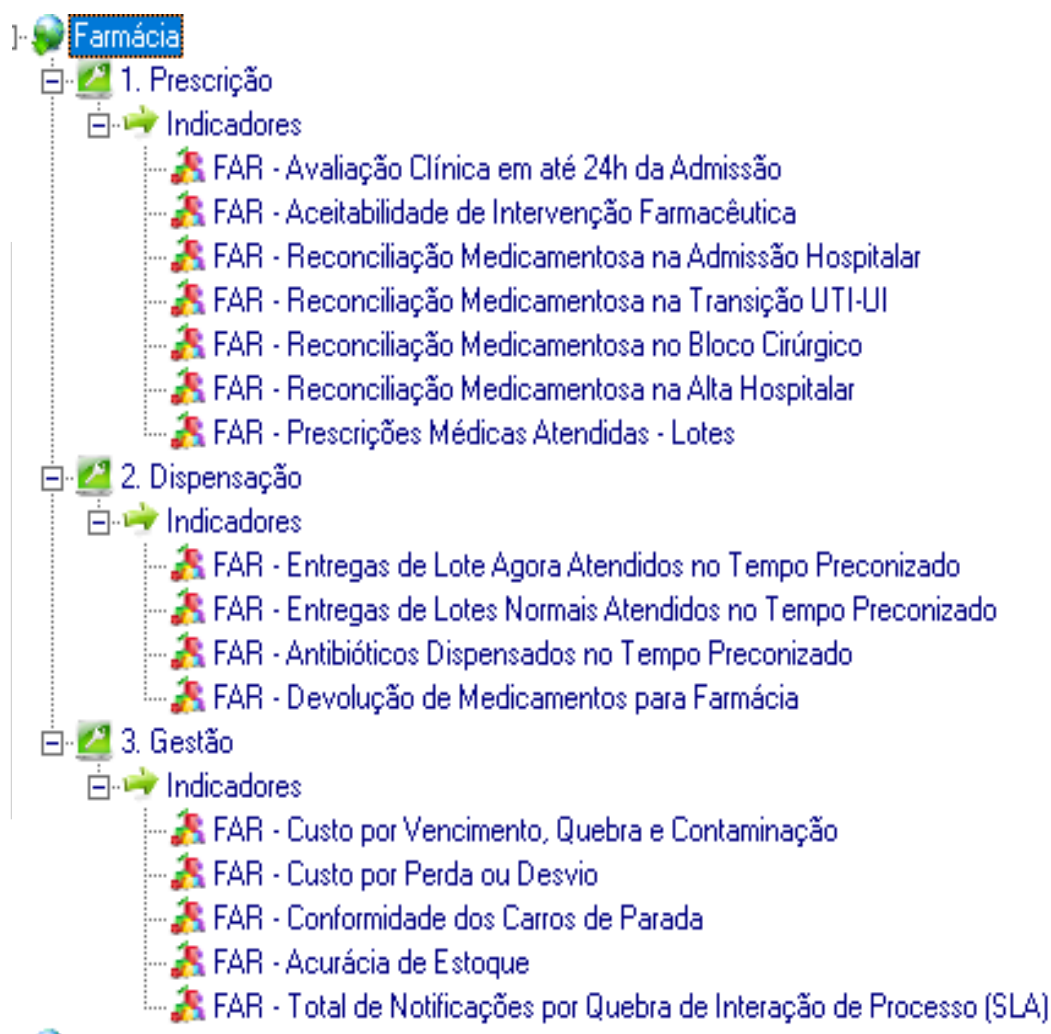 Farmácia
1. Prescrição
Indicadores
FAR - Avaliação Clínica em até 24h da Admissão
FAR - Aceitabilidade de Intervenção Farmacêutica
FAR - Reconciliação Medicamentosa na Admissão Hospitalar
FAR - Reconciliação Medicamentosa na Transição UTI-UI
FAR - Reconciliação Medicamentosa no Bloco Cirúrgico
FAR - Reconciliação Medicamentosa na Alta Hospitalar
FAR - Prescrições Médicas Atendidas - Lotes
2. Dispensação
Indicadores
FAR - Entregas de Lote Agora Atendidos no Tempo Preconizado
FAR - Entregas de Lotes Normais Atendidos no Tempo Preconizado
FAR - Antibióticos Dispensados no Tempo Preconizado
FAR - Devolução de Medicamentos para Farmácia
3. Gestão
Indicadores
FAR - Custo por Vencimento, Quebra e Contaminação
FAR - Custo por Perda ou Desvio
FAR - Conformidade dos Carros de Parada
FAR - Acurácia de Estoque
FAR - Total de Notificações por Quebra de Interação de Processo (SLA)